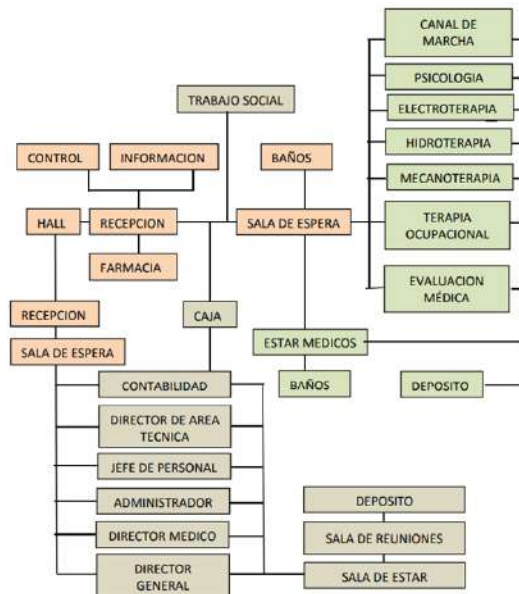 CANAL DE
MARCHA
PSICOLOGIA
TRABAJO SOCIAL
ELECTROTERAPIA
CONTROL
INFORMACION
BAÑOS
HIDROTERAPIA
MECANOTERAPIA
HALL
RECEPCION
SALA DE ESPERA
TERAPIA
OCUPACIONAL
FARMACIA
EVALUACION
MÉDICA
RECEPCION
CAJA
SALA DE ESPERA
ESTAR MEDICOS
CONTABILIDAD
BAÑOS
DEPOSITO
DIRECTOR DE AREA
TECNICA
JEFE DE PERSONAL
ADMINISTRADOR
DEPOSITO
DIRECTOR MEDICO
SALA DE REUNIONES
DIRECTOR
GENERAL
SALA DE ESTAR